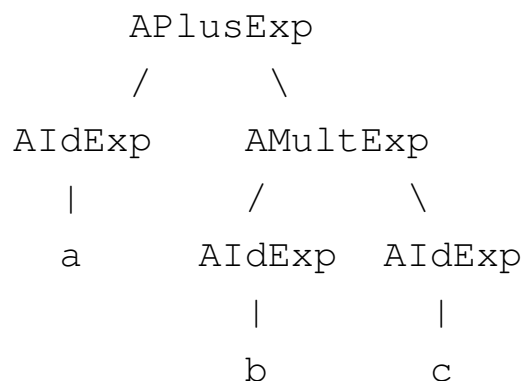 APlusExp
/ \
AIdExp AMultExp
| / \
a AIdExp AIdExp
| |
b c